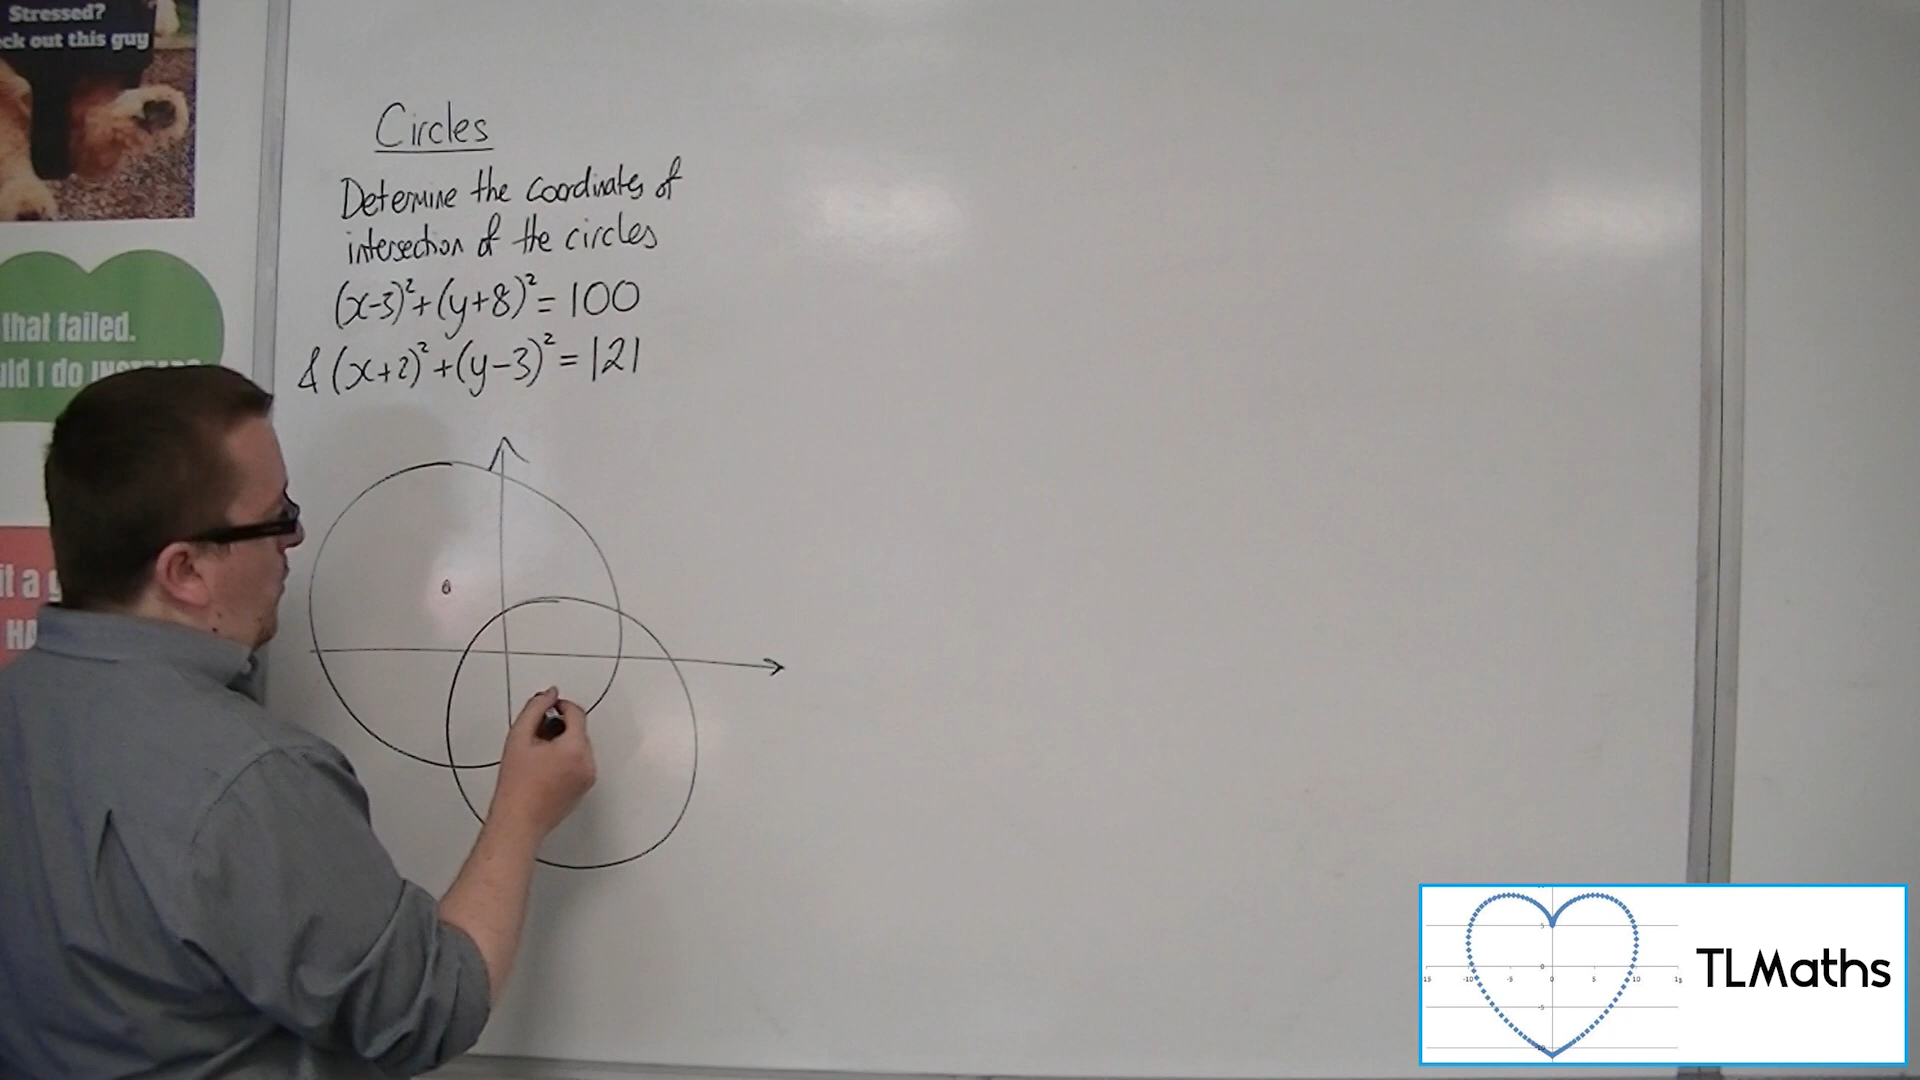 Stressed?
ck out this guy
Circles
Determine the coordinates of
intersection of the circles
(x-3)²+(y+8)²=100
& (x+2)²+(y-3)²=121
that failed.
uld I do
it a
HA
TLMaths